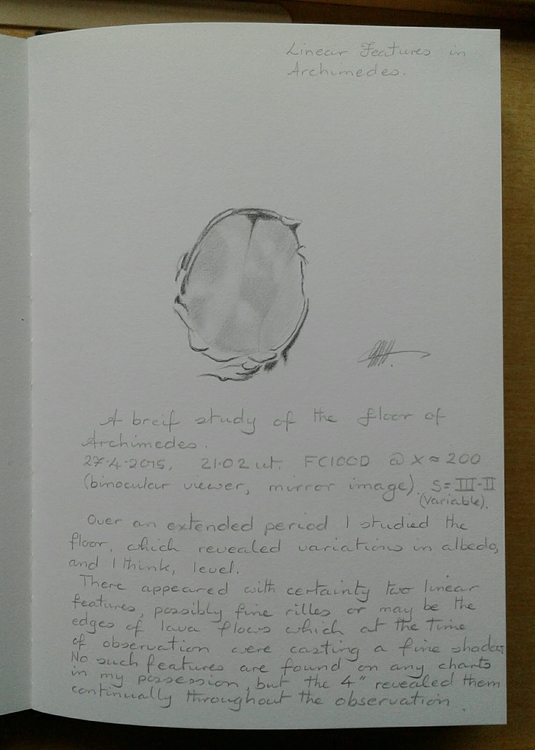 Linear Features in
Archimedes.
A breif study of the floor of
Archimedes.
27·4·2015, 21·02 ut. FC100D @ x ≈ 200
(binocular viewer, mirror image). S= III-II
(variable).
Over an extended period I studied the
floor, which revealed variations in albedo,
and I think, level.
There appeared with certainty two linear
features, possibly fine rilles or may be the
edges of lava flows which at the time
of observation were casting a fine shadow.
No such features are found on any charts
in my possession, but the 4" revealed them
continually throughout the observation.